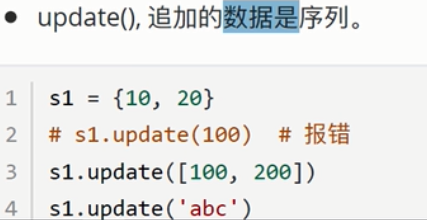 • update(), 追加的数据是序列。
1 s1 = {10, 20}
2 # s1.update(100)  # 报错
3 s1.update([100, 200])
4 s1.update('abc')